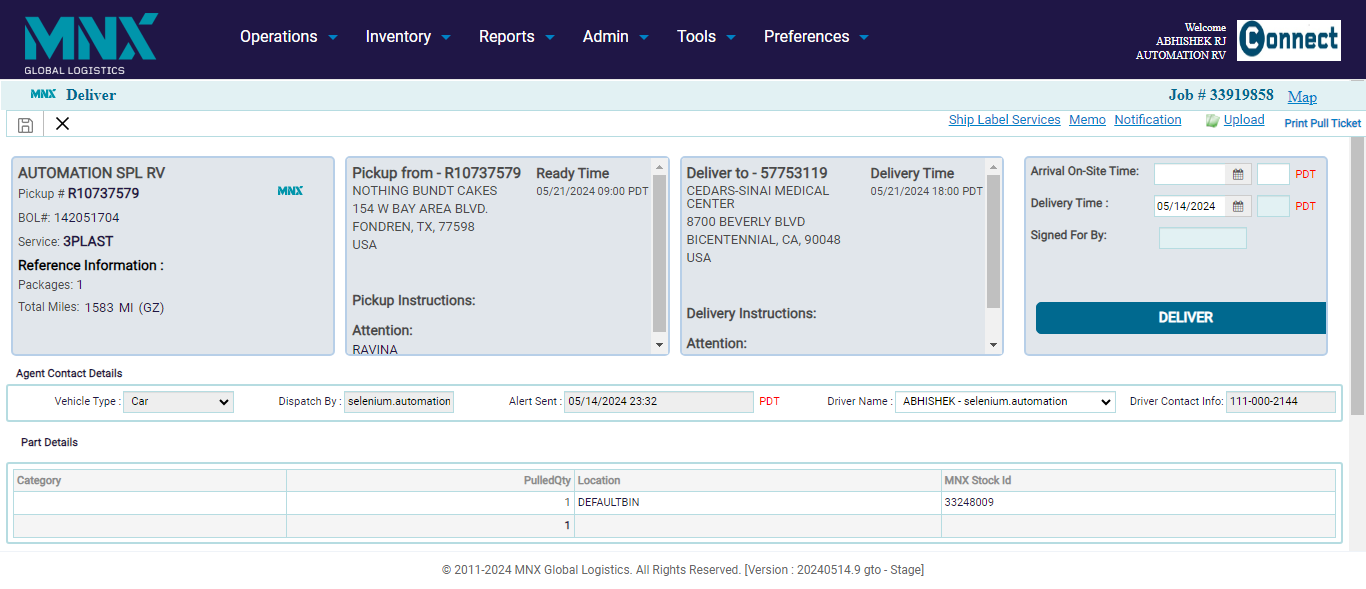 MNX
GLOBAL LOGISTICS
Operations Inventory Reports Admin Tools Preferences
Welcome
ABHISHEK RJ
AUTOMATION RV
Connect
MNX Deliver
Job # 33919858 Map
Ship Label Services Memo Notification Upload Print Pull Ticket
AUTOMATION SPL RV
Pickup # R10737579
MNX
BOL#: 142051704
Service: 3PLAST
Reference Information :
Packages: 1
Total Miles: 1583 MI (GZ)
Pickup from - R10737579 Ready Time
NOTHING BUNDT CAKES 05/21/2024 09:00 PDT
154 W BAY AREA BLVD.
FONDREN, TX, 77598
USA
Pickup Instructions:
Attention:
RAVINA
Deliver to - 57753119 Delivery Time
CEDARS-SINAI MEDICAL 05/21/2024 18:00 PDT
CENTER
8700 BEVERLY BLVD
BICENTENNIAL, CA, 90048
USA
Delivery Instructions:
Attention:
Arrival On-Site Time: PDT
Delivery Time : 05/14/2024 PDT
Signed For By:
DELIVER
Agent Contact Details
Vehicle Type : Car Dispatch By : selenium.automation Alert Sent : 05/14/2024 23:32 PDT Driver Name : ABHISHEK - selenium.automation Driver Contact Info: 111-000-2144
Part Details
Category PulledQty Location MNX Stock Id
1 DEFAULTBIN 33248009
1
© 2011-2024 MNX Global Logistics. All Rights Reserved. [Version : 20240514.9 gto - Stage]